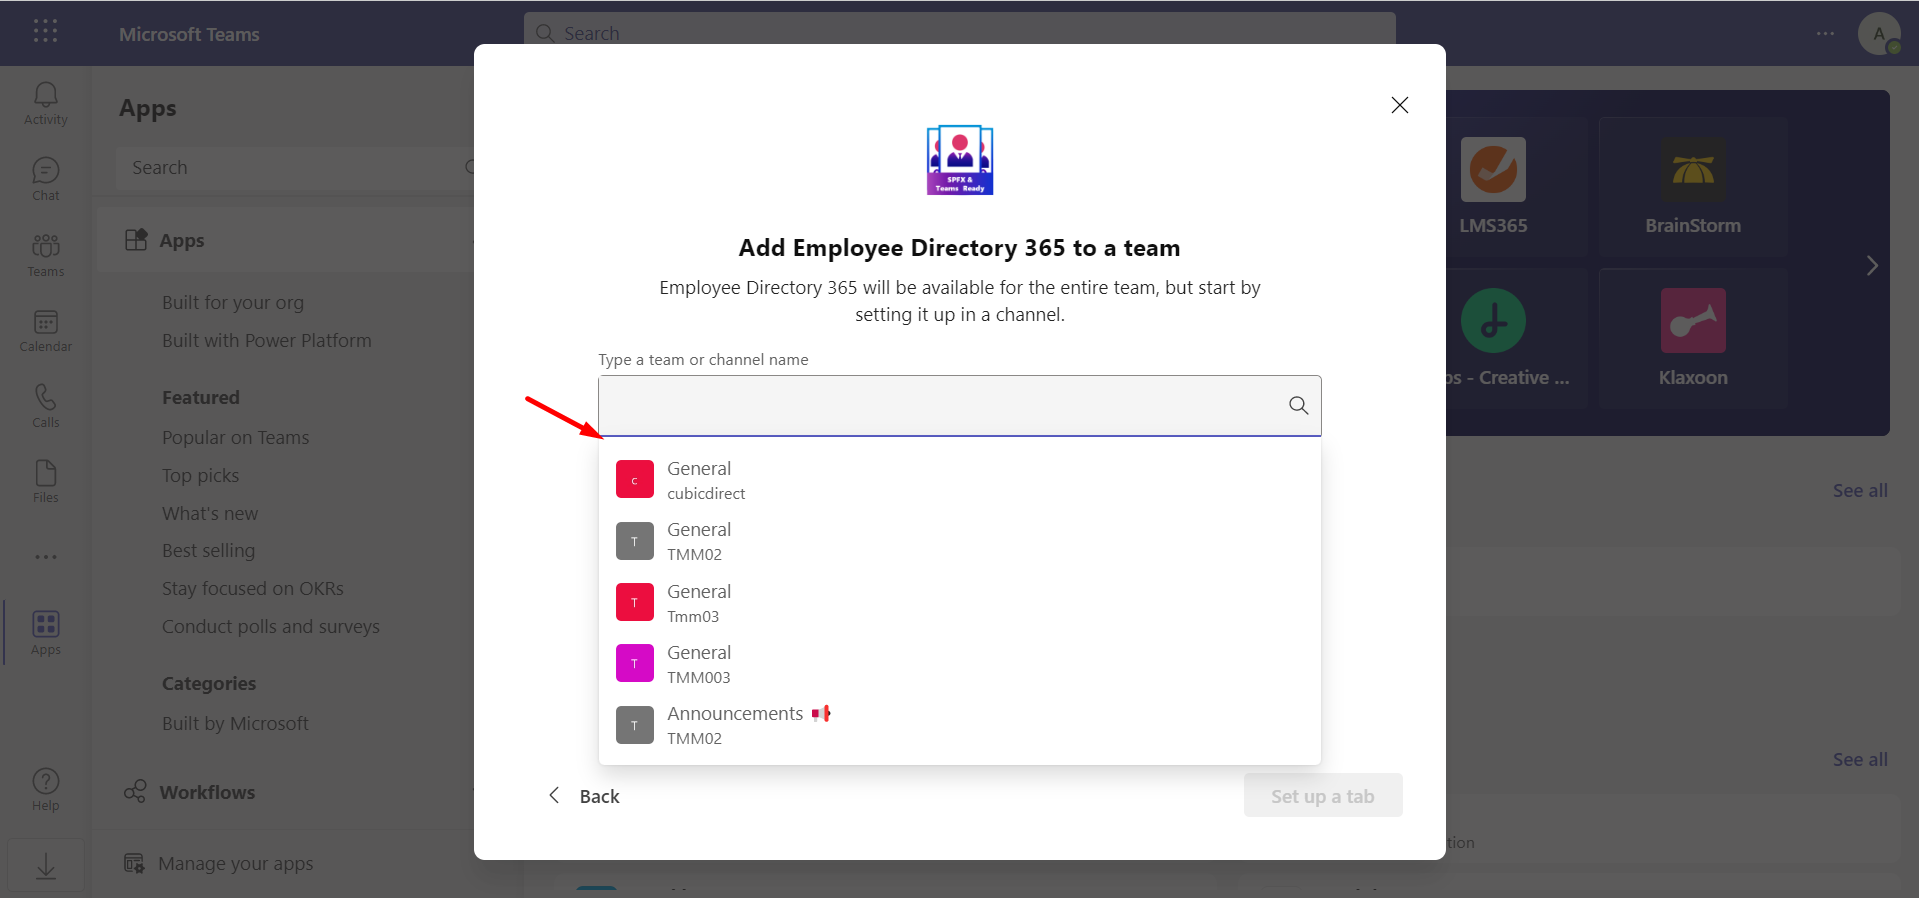 Microsoft Teams
Search
A
Activity
Chat
Teams
Calendar
Calls
Files
Apps
Help
Apps
Search
Apps
Built for your org
Built with Power Platform
Featured
Popular on Teams
Top picks
What's new
Best selling
Stay focused on OKRs
Conduct polls and surveys
Categories
Built by Microsoft
Workflows
Manage your apps
SPFX &
Teams Ready
Add Employee Directory 365 to a team
Employee Directory 365 will be available for the entire team, but start by
setting it up in a channel.
Type a team or channel name
c
General
cubicdirect
T
General
TMM02
T
General
Tmm03
T
General
TMM003
T
Announcements
TMM02
Back
Set up a tab
LMS365
BrainStorm
- Creative ...
Klaxoon
See all
See all